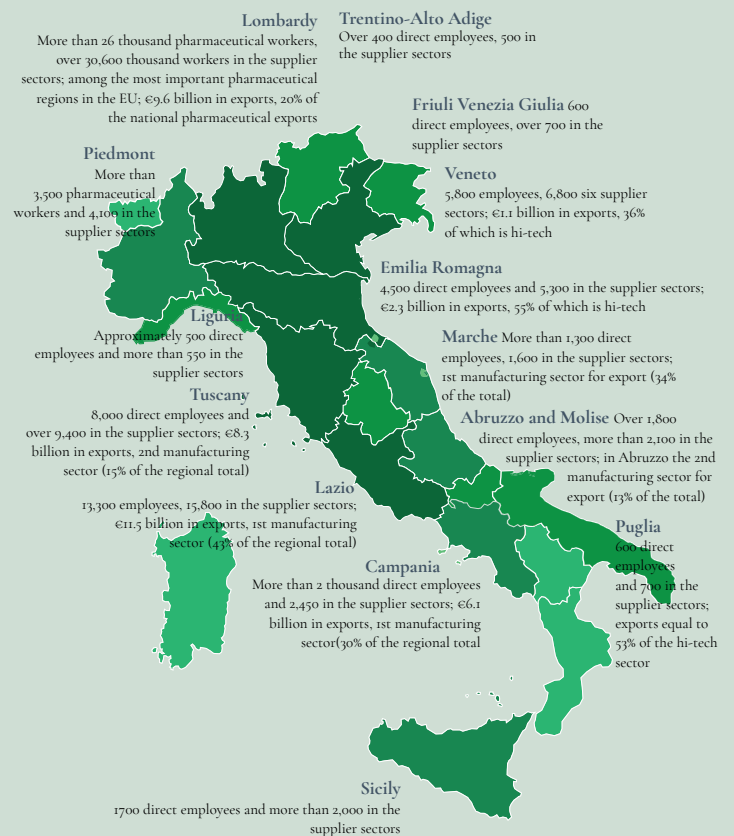 Lombardy
More than 26 thousand pharmaceutical workers,
over 30,600 thousand workers in the supplier
sectors; among the most important pharmaceutical
regions in the EU; €9.6 billion in exports, 20% of
the national pharmaceutical exports
Trentino-Alto Adige
Over 400 direct employees, 500 in
the supplier sectors
Friuli Venezia Giulia 600
direct employees, over 700 in the
supplier sectors
Piedmont
More than
3,500 pharmaceutical
workers and 4,100 in the
supplier sectors
Veneto
5,800 employees, 6,800 six supplier
sectors; €1.1 billion in exports, 36%
of which is hi-tech
Emilia Romagna
4,500 direct employees and 5,300 in the supplier sectors;
€2.3 billion in exports, 55% of which is hi-tech
Liguria
Approximately 500 direct
employees and more than 550 in the
supplier sectors
Marche More than 1,300 direct
employees, 1,600 in the supplier sectors;
1st manufacturing sector for export (34%
of the total)
Tuscany
8,000 direct employees and
over 9,400 in the supplier sectors; €8.3
billion in exports, 2nd manufacturing
sector (15% of the regional total)
Abruzzo and Molise Over 1,800
direct employees, more than 2,100 in the
supplier sectors; in Abruzzo the 2nd
manufacturing sector for
export (13% of the total)
Lazio
13,300 employees, 15,800 in the supplier sectors;
€11.5 billion in exports, 1st manufacturing
sector (43% of the regional total)
Puglia
600 direct
employees
and 700 in the
supplier sectors;
exports equal to
53% of the hi-tech
sector
Campania
More than 2 thousand direct employees
and 2,450 in the supplier sectors; €6.1
billion in exports, 1st manufacturing
sector(30% of the regional total
Sicily
1700 direct employees and more than 2,000 in the
supplier sectors